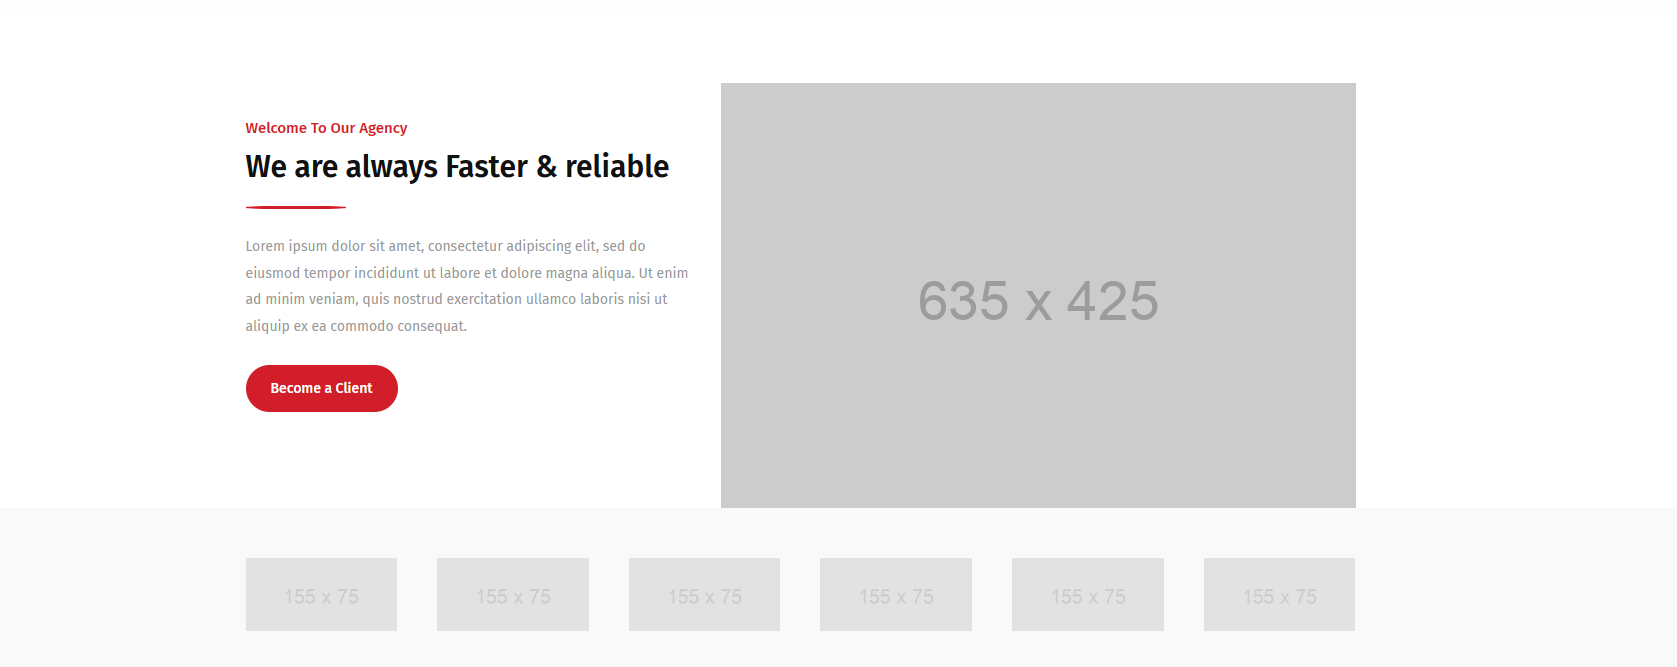 Welcome To Our Agency
We are always Faster & reliable
Lorem ipsum dolor sit amet, consectetur adipiscing elit, sed do
eiusmod tempor incididunt ut labore et dolore magna aliqua. Ut enim
ad minim veniam, quis nostrud exercitation ullamco laboris nisi ut
aliquip ex ea commodo consequat.
Become a Client
635 x 425
155 x 75
155 x 75
155 x 75
155 x 75
155 x 75
155 x 75